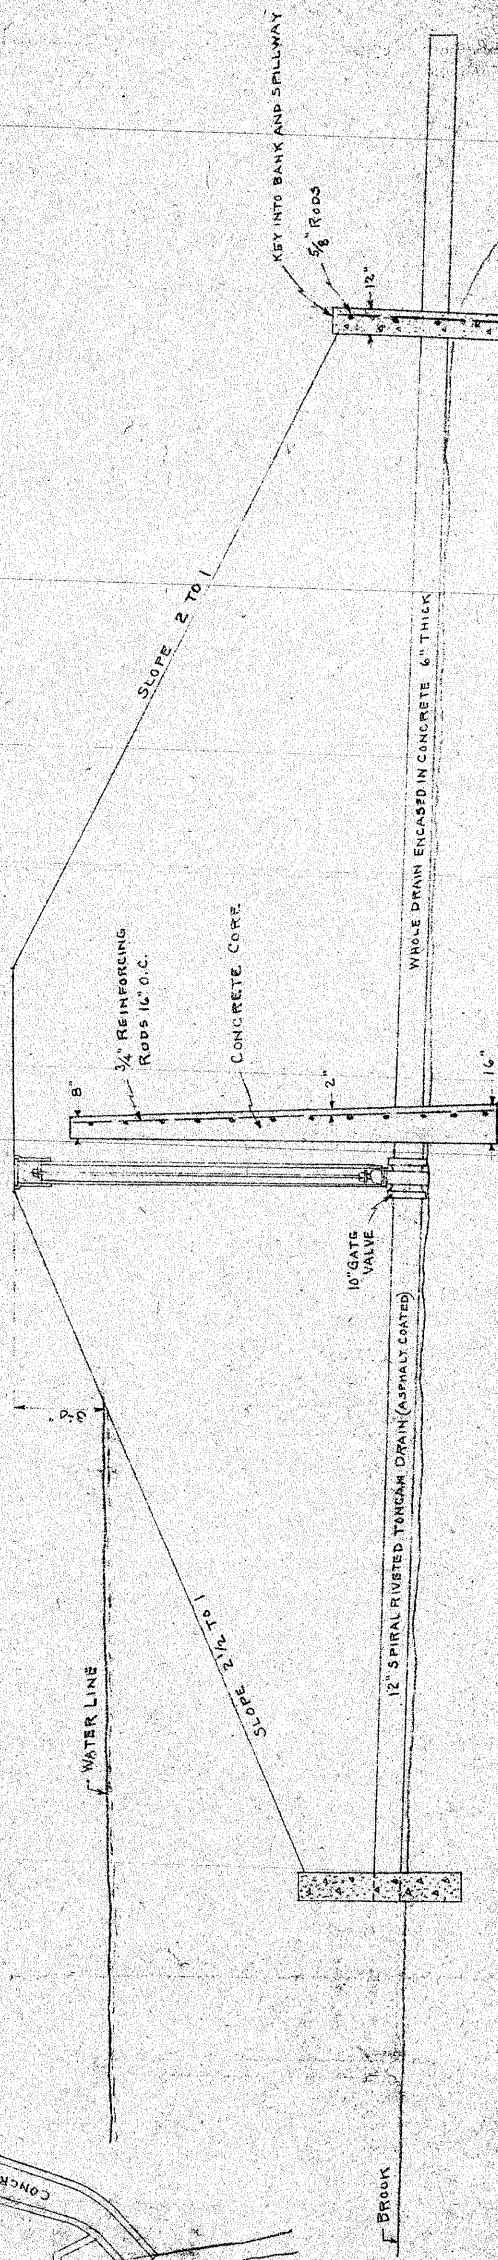 KEY INTO BANK AND SPILLWAY
5/8" RODS
12"
SLOPE 2 TO 1
WHOLE DRAIN ENCASED IN CONCRETE 6" THICK
8"
3/4" REINFORCING
RODS 16" O.C.
CONCRETE CORE
2"
16"
10" GATE
VALVE
WATER LINE
SLOPE 2 1/2 TO 1
12" SPIRAL RIVETED TONCAN DRAIN (ASPHALT COATED)
BROOK
CONCR